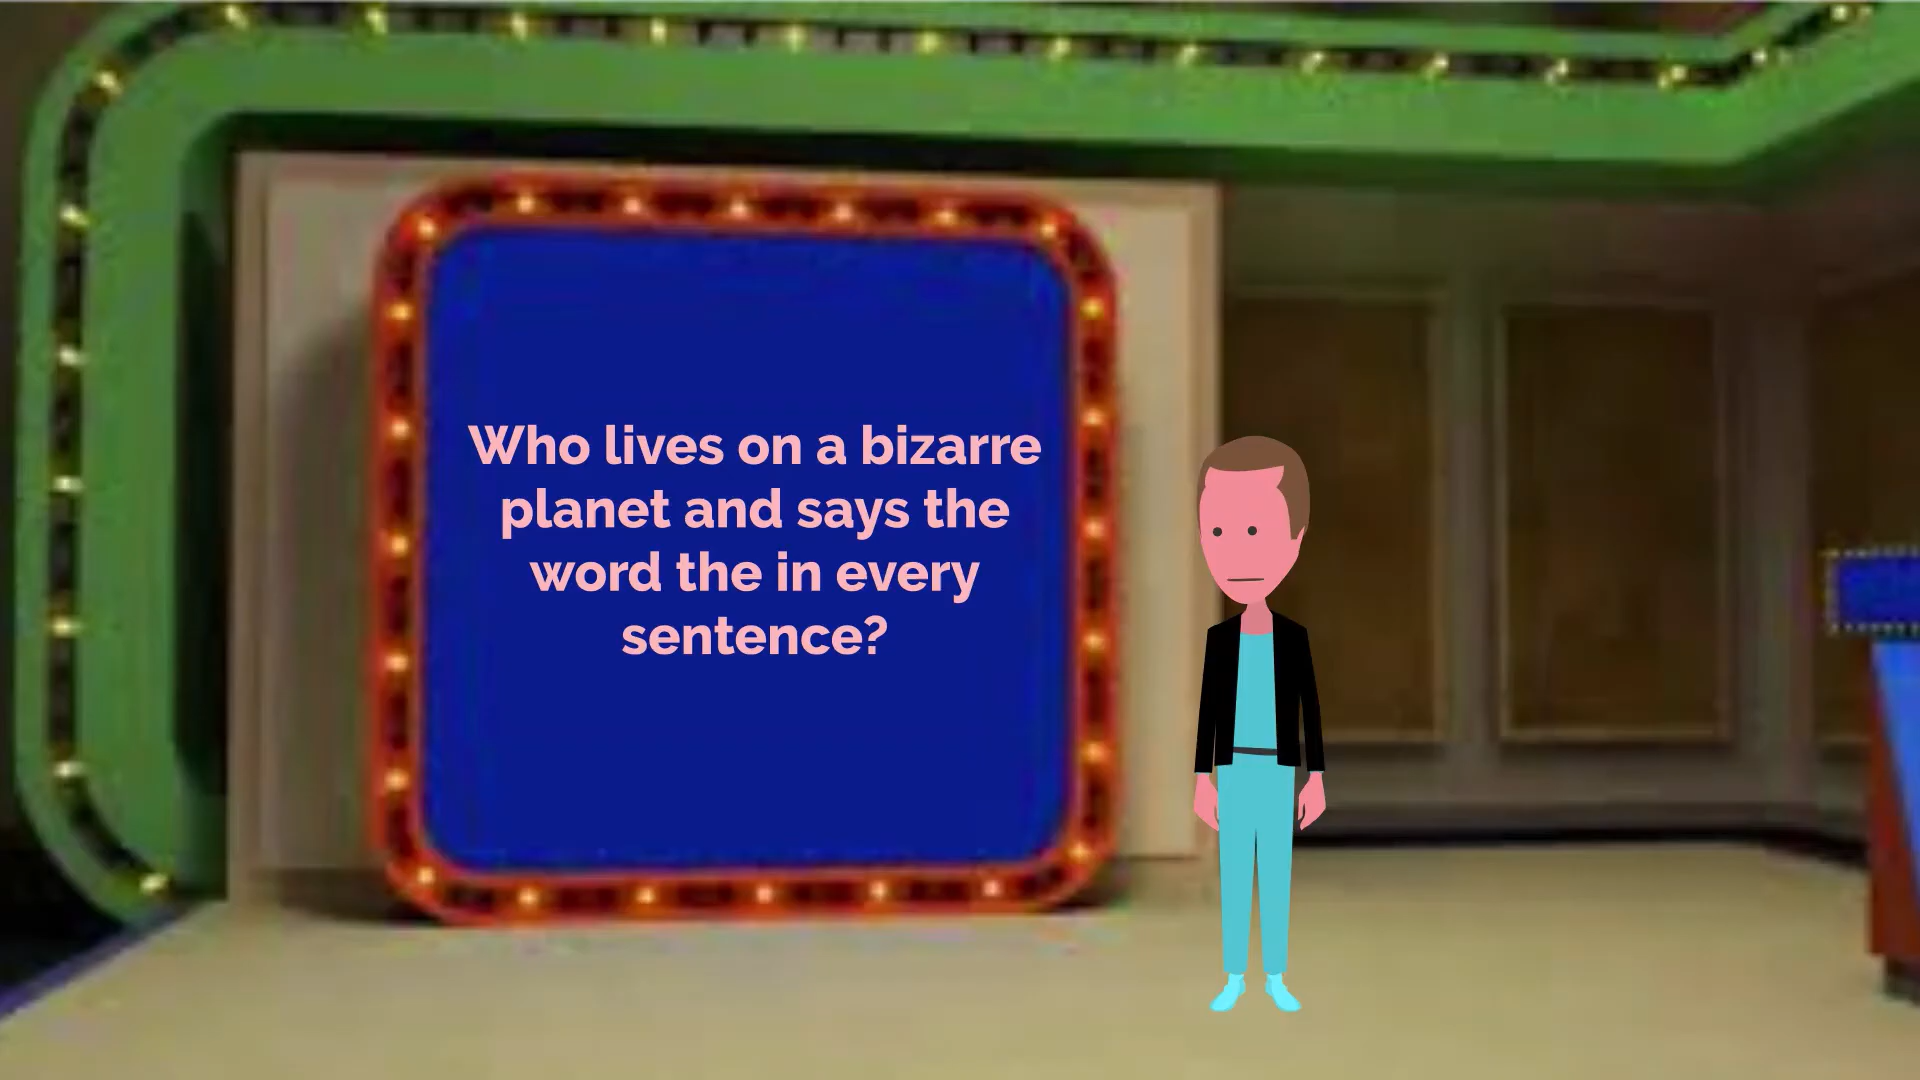 Who lives on a bizarre
planet and says the
word the in every
sentence?